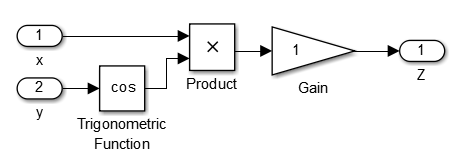 1
x
2
y
cos
Trigonometric
Function
×
Product
1
Gain
1
Z